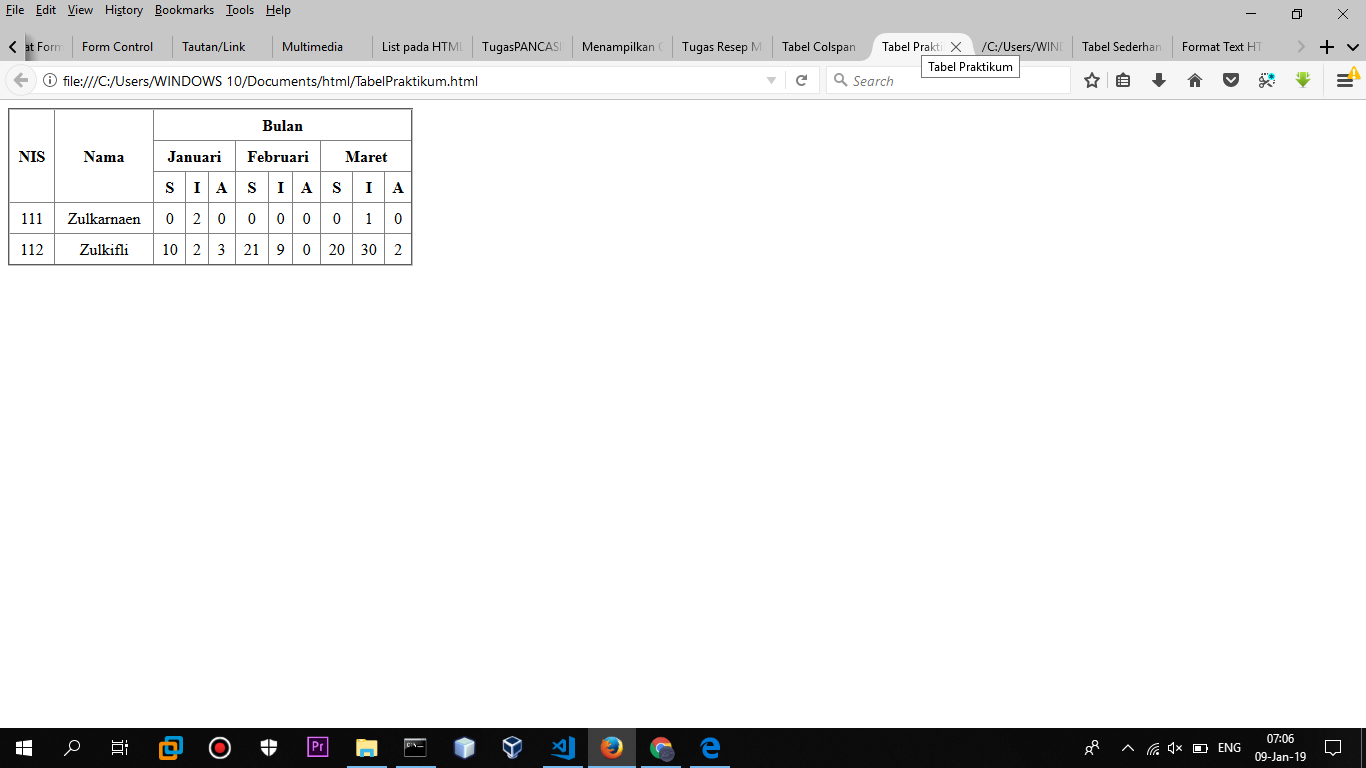 File Edit View History Bookmarks Tools Help
at Form Form Control Tautan/Link Multimedia List pada HTML TugasPANCASI Menampilkan Tugas Resep M Tabel Colspan Tabel Prakti /C:/Users/WIND Tabel Sederhan Format Text HT
file:///C:/Users/WINDOWS 10/Documents/html/TabelPraktikum.html Search
Tabel Praktikum
NIS Nama Bulan
Januari Februari Maret
S I A S I A S I A
111 Zulkarnaen 0 2 0 0 0 0 0 1 0
112 Zulkifli 10 2 3 21 9 0 20 30 2
Pr
ENG
07:06
09-Jan-19